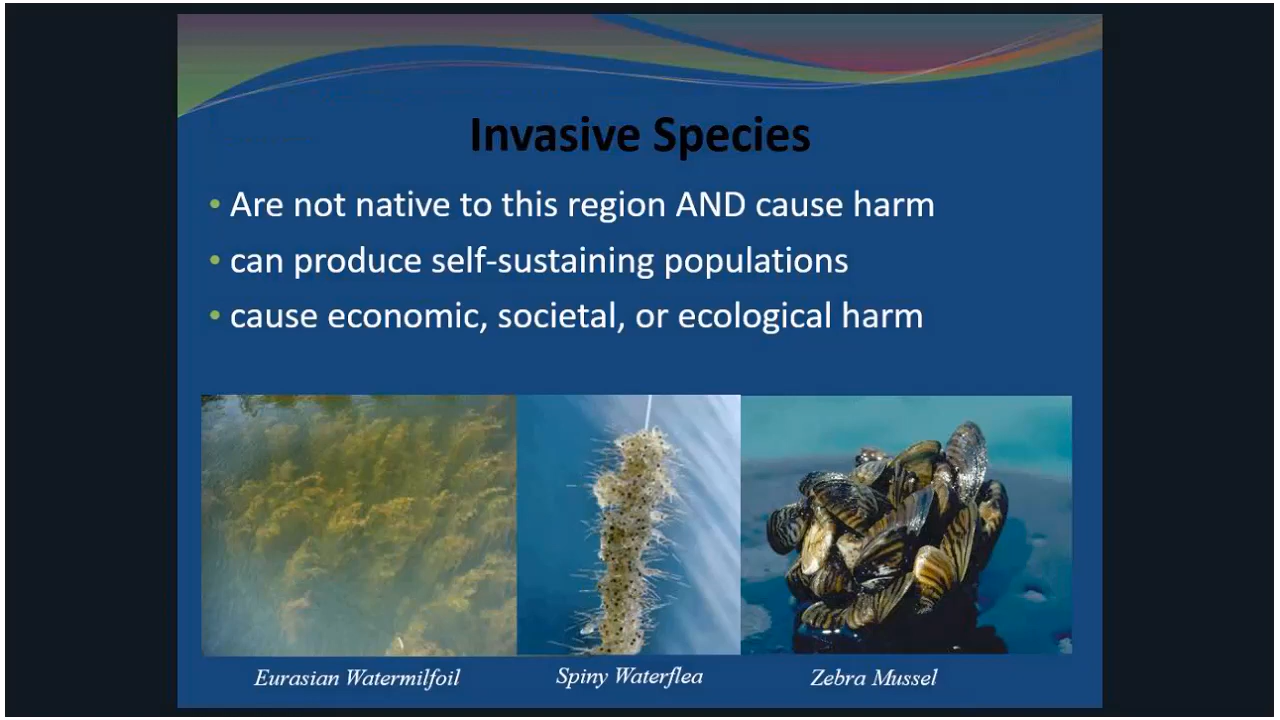 Invasive Species
• Are not native to this region AND cause harm
• can produce self-sustaining populations
• cause economic, societal, or ecological harm
Eurasian Watermilfoil
Spiny Waterflea
Zebra Mussel